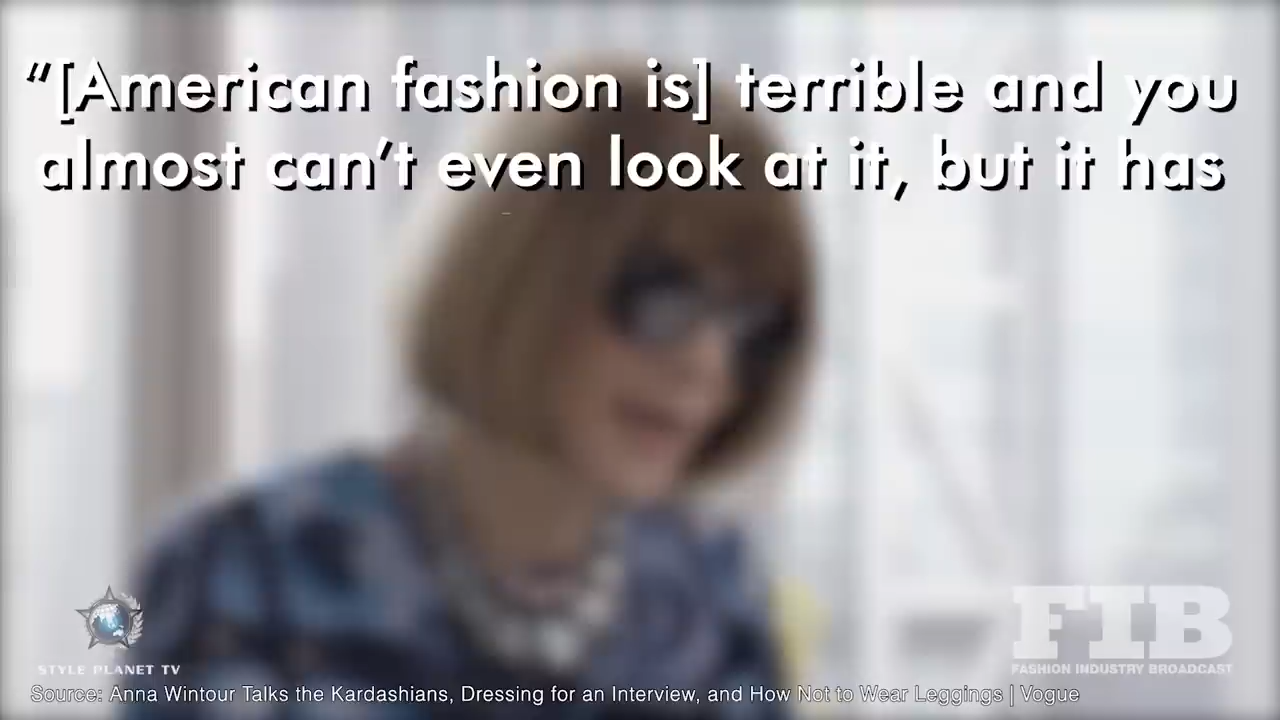 “[American fashion is] terrible and you
almost can’t even look at it, but it has
STYLE PLANET TV
FIB
FASHION INDUSTRY BROADCAST
Source: Anna Wintour Talks the Kardashians, Dressing for an Interview, and How Not to Wear Leggings | Vogue